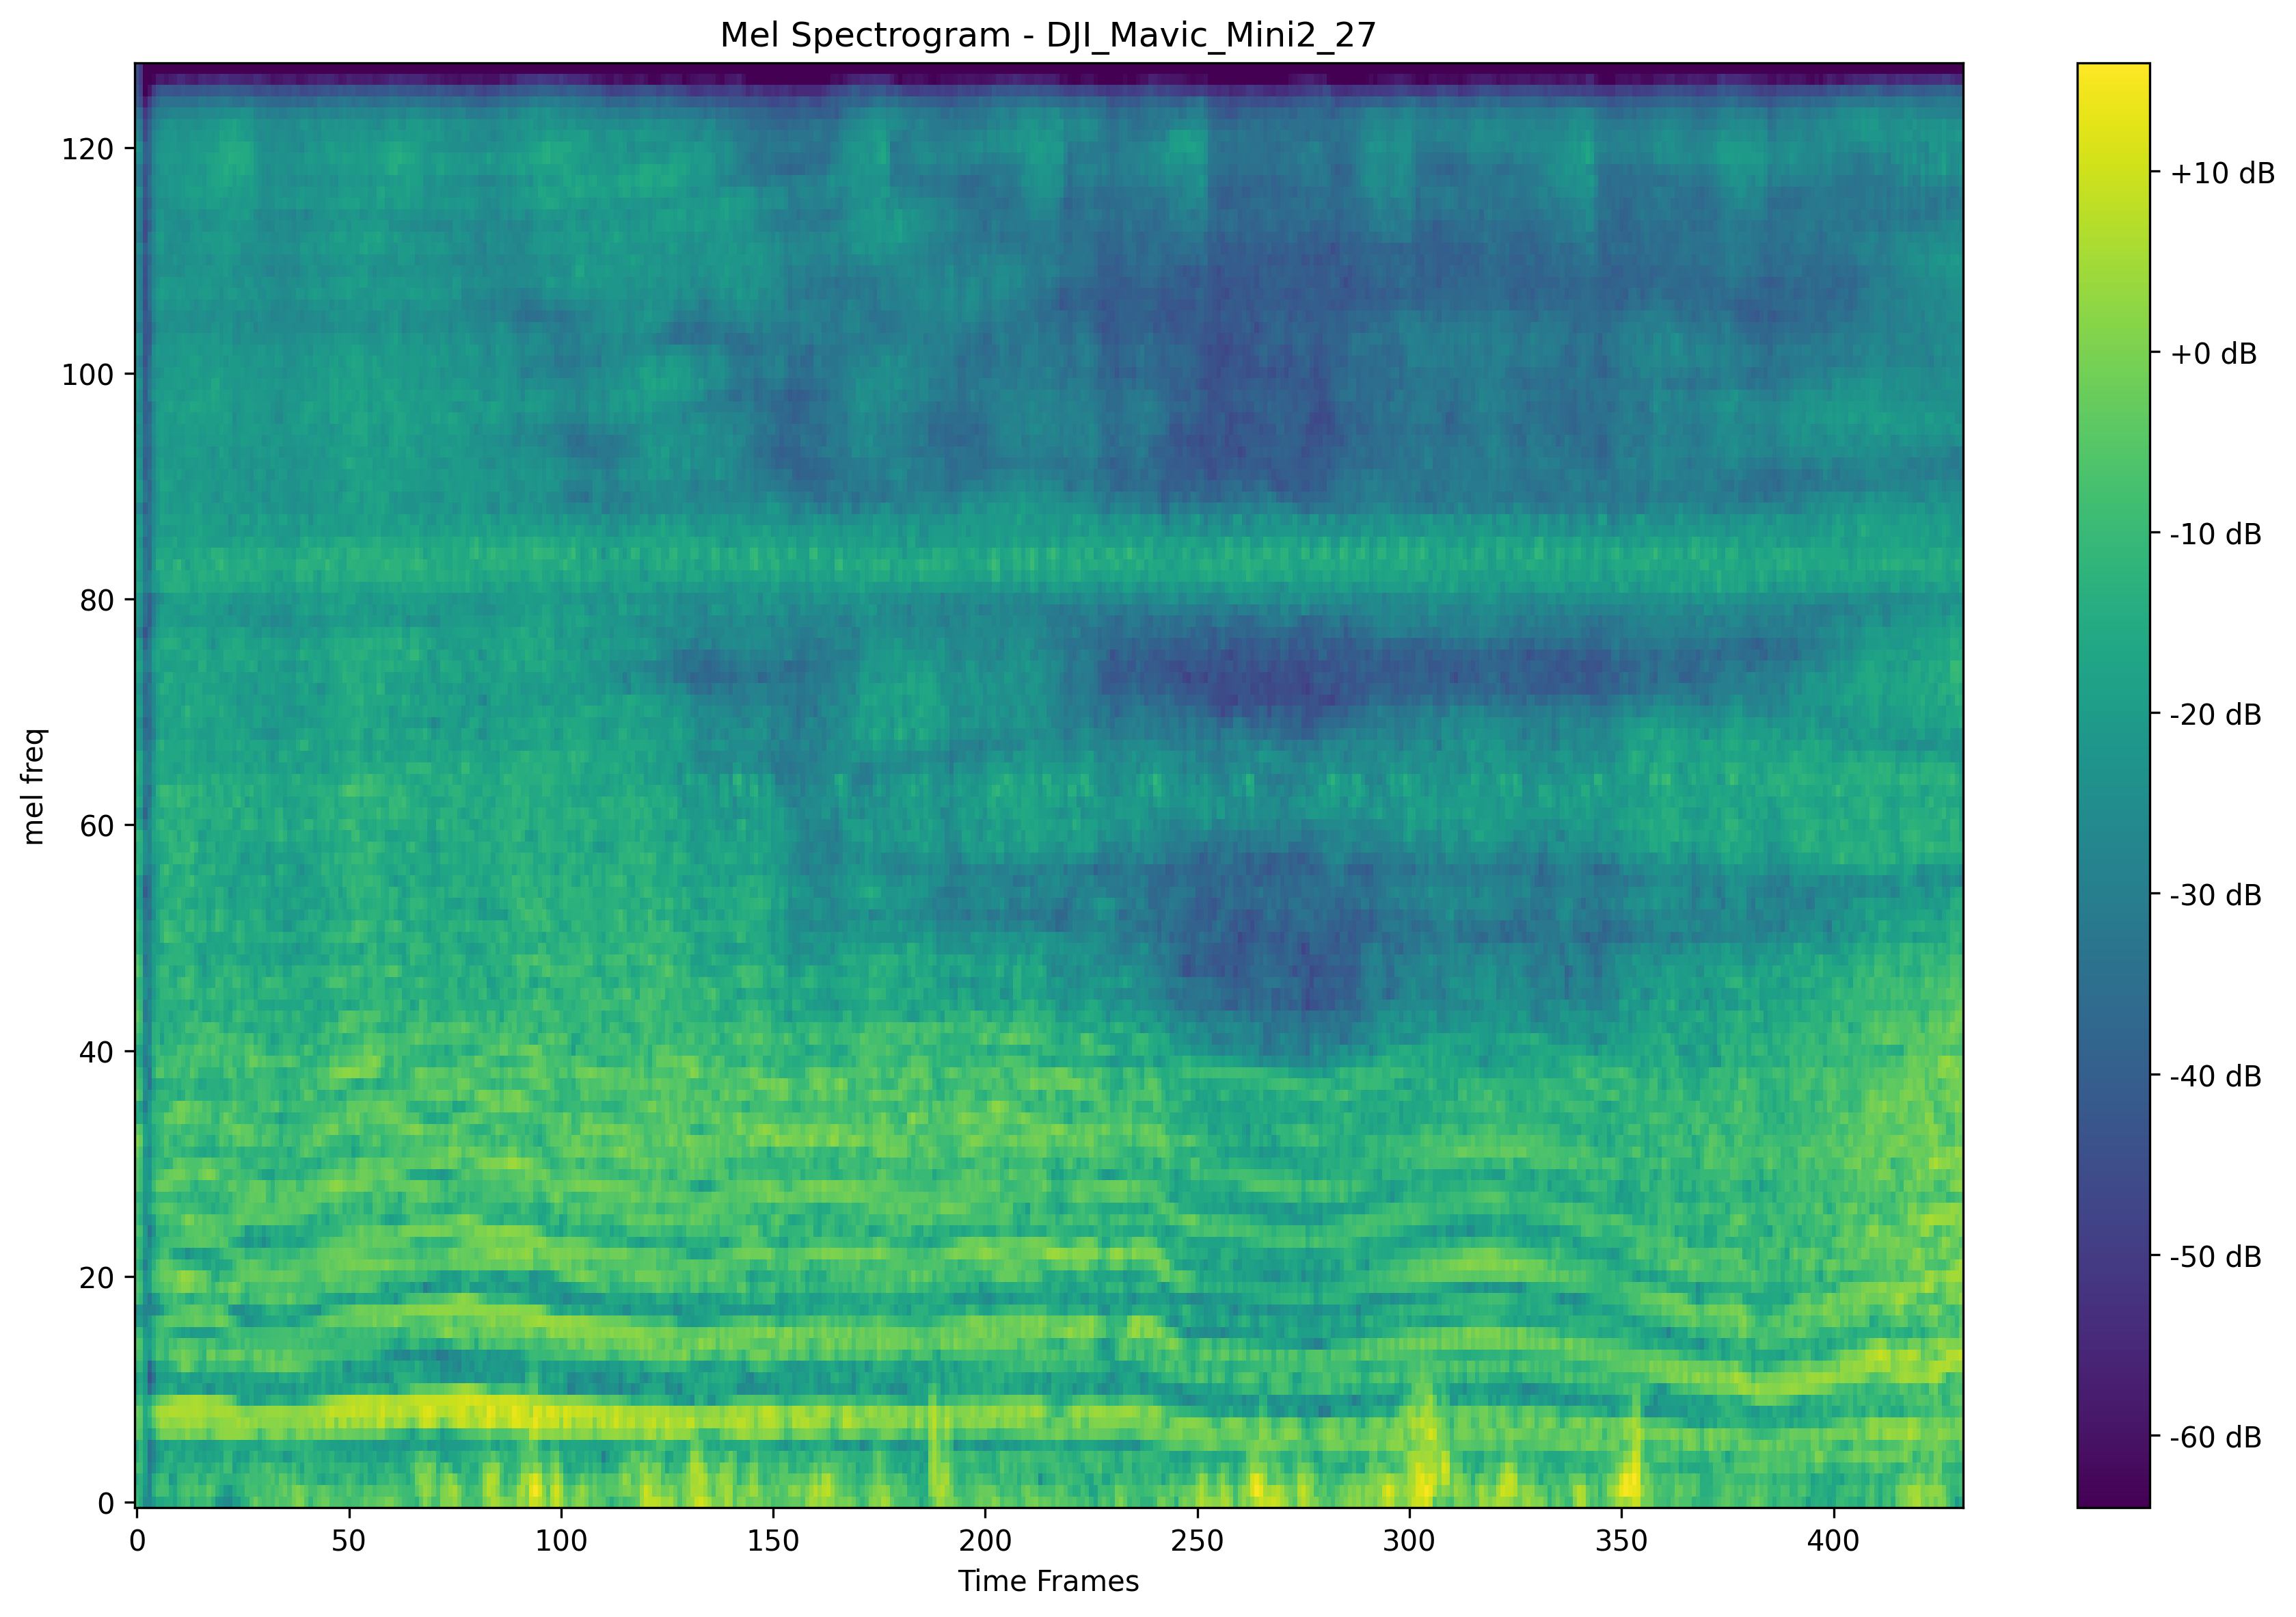 Mel Spectrogram - DJI_Mavic_Mini2_27
mel freq
120
100
80
60
40
20
0
0 50 100 150 200 250 300 350 400
Time Frames
+10 dB
+0 dB
-10 dB
-20 dB
-30 dB
-40 dB
-50 dB
-60 dB